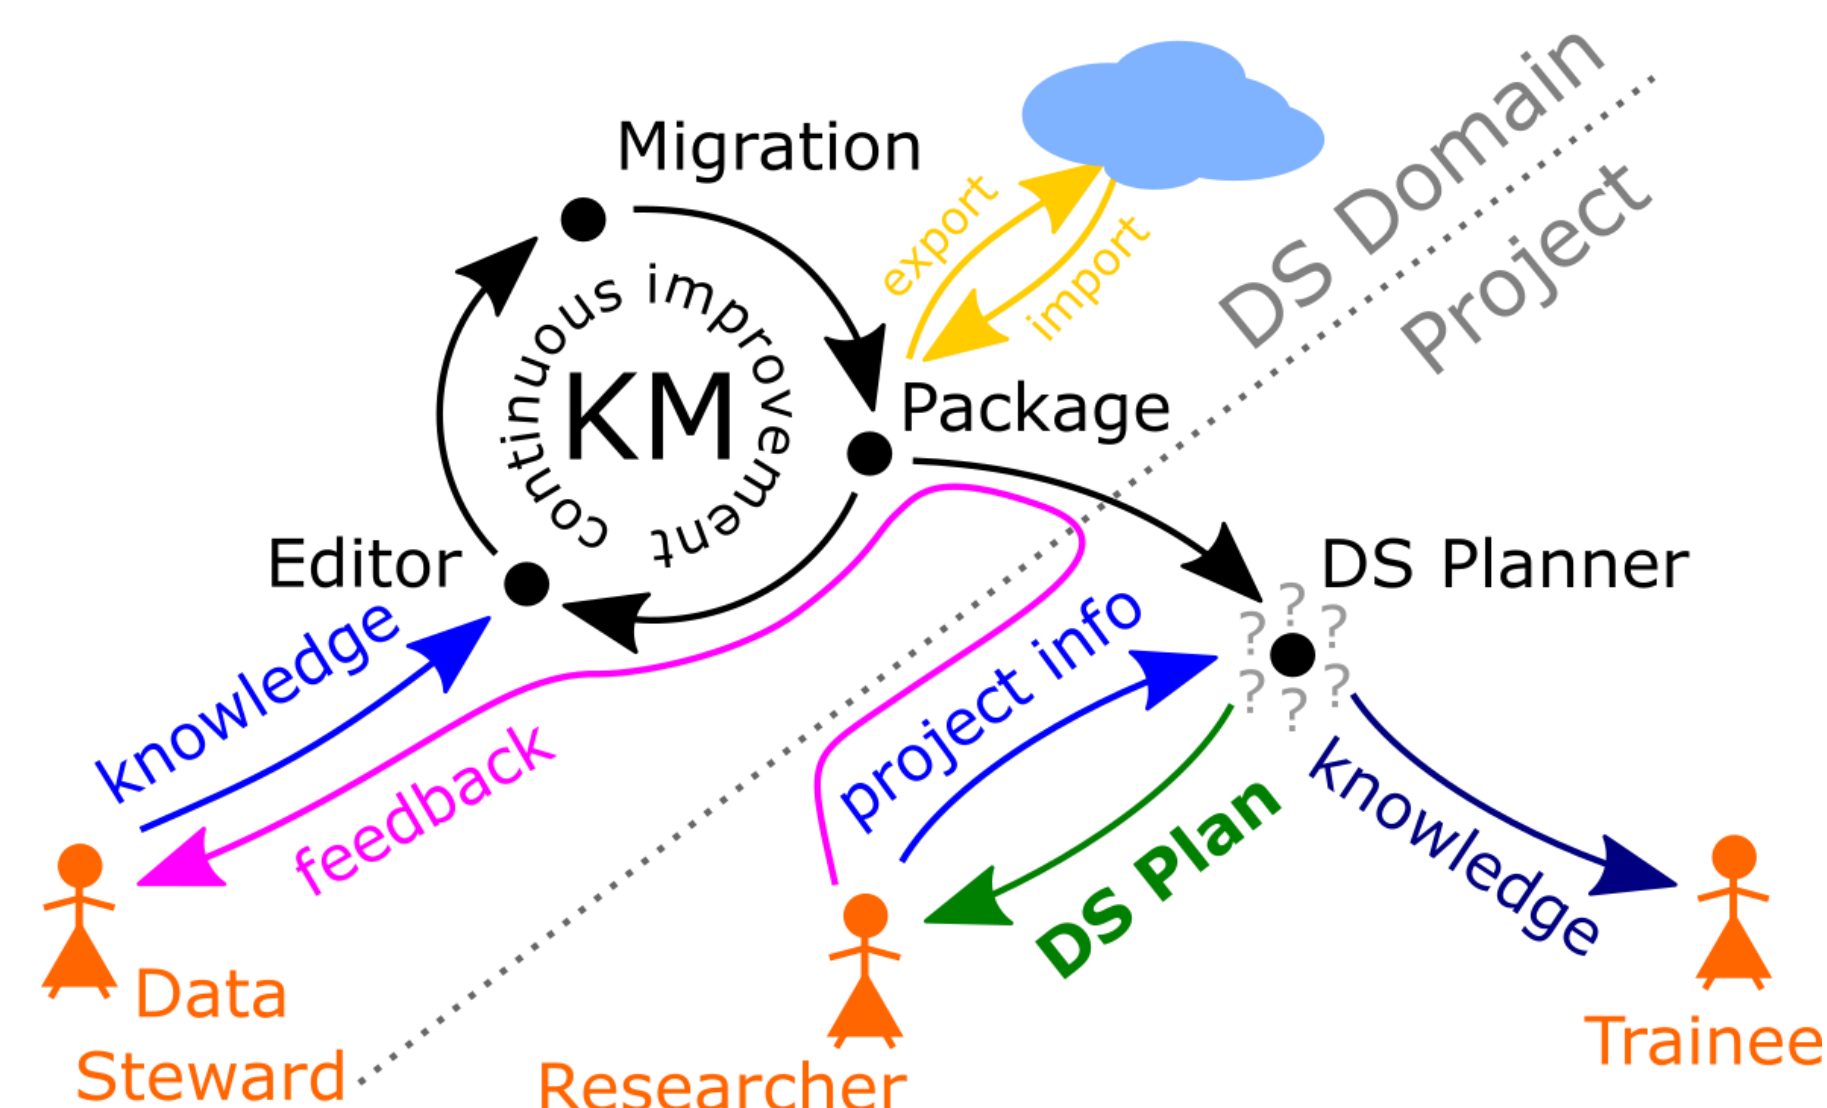 Migration
export
import
DS Domain
Project
continuous improvement
KM
Package
Editor
DS Planner
? ? ? ? ? ?
knowledge
feedback
project info
DS Plan
knowledge
Data
Steward
Researcher
Trainee